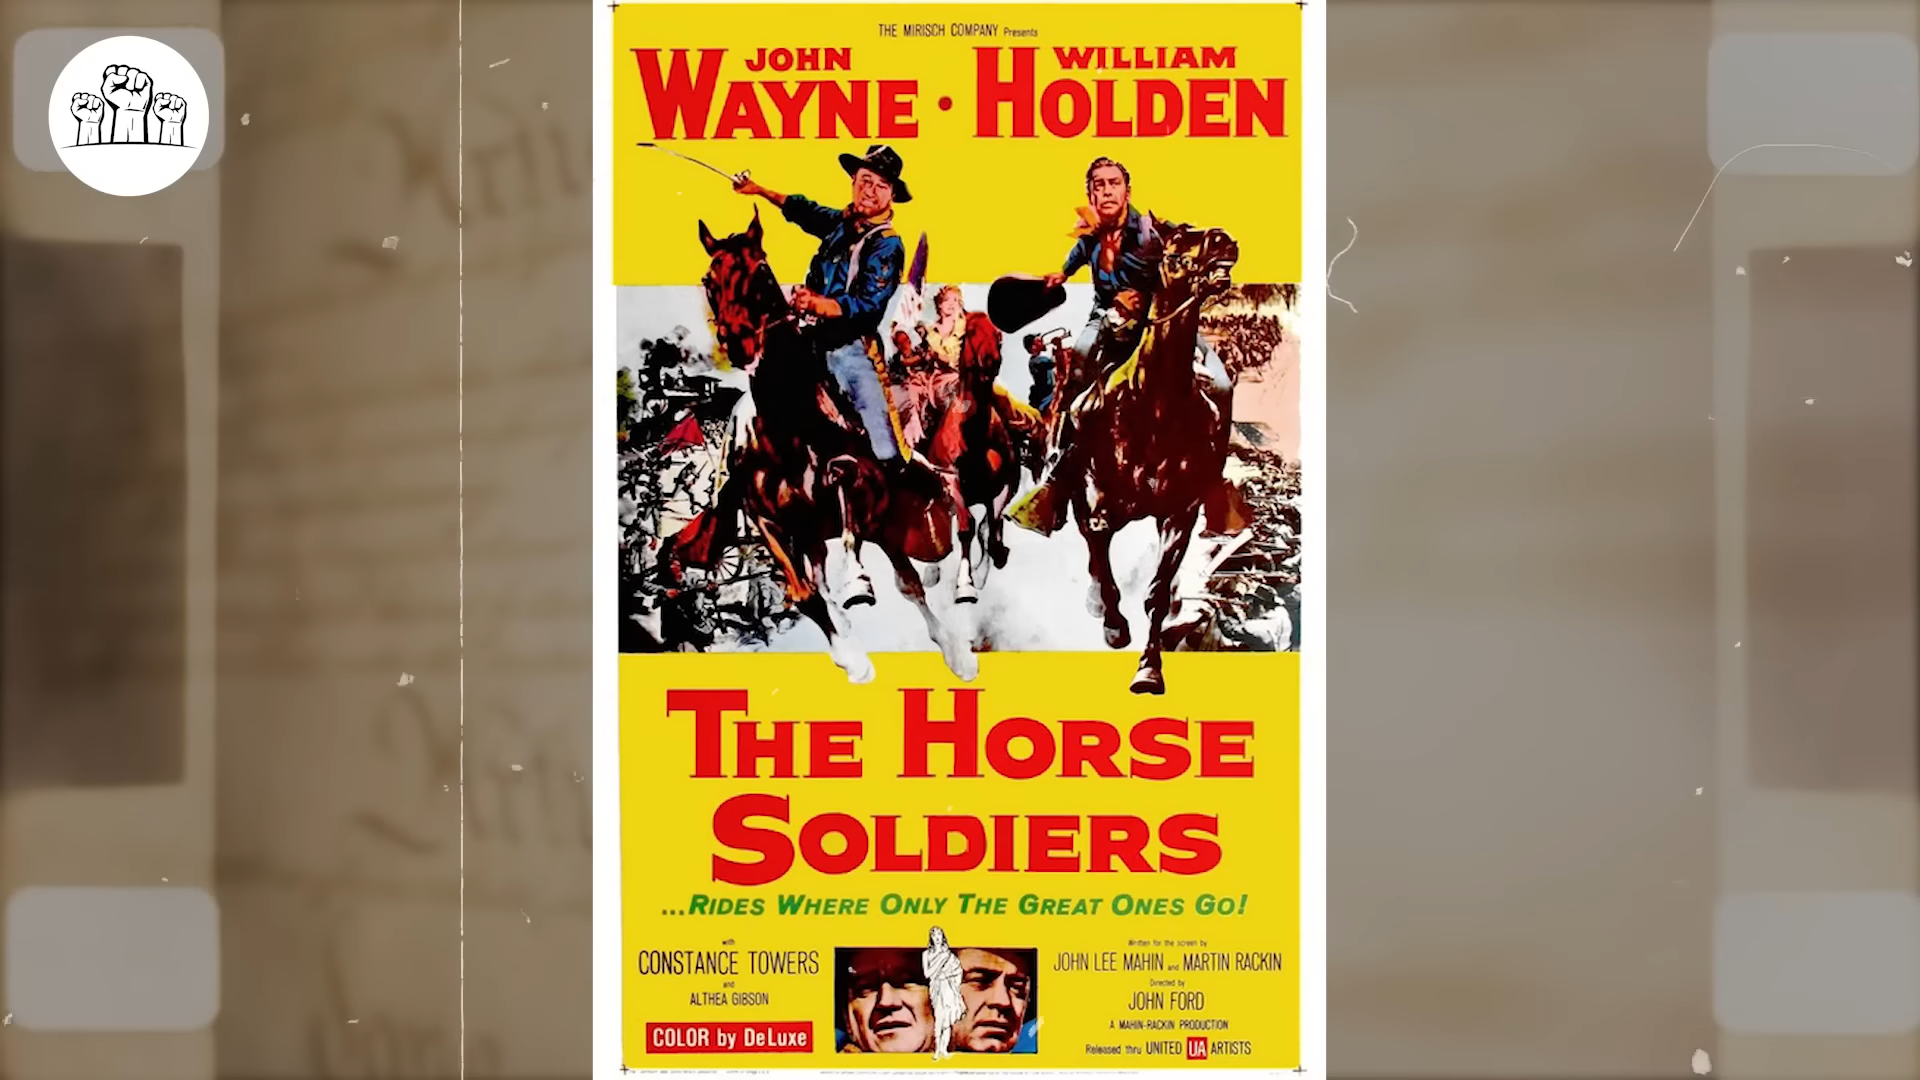 THE MIRISCH COMPANY Presents
JOHN WAYNE • WILLIAM HOLDEN
THE HORSE
SOLDIERS
...RIDES WHERE ONLY THE GREAT ONES GO!
with
CONSTANCE TOWERS
and
ALTHEA GIBSON
COLOR by DeLuxe
Written for the screen by
JOHN LEE MAHIN and MARTIN RACKIN
Directed by
JOHN FORD
A MAHIN-RACKIN PRODUCTION
Released thru UNITED UA ARTISTS